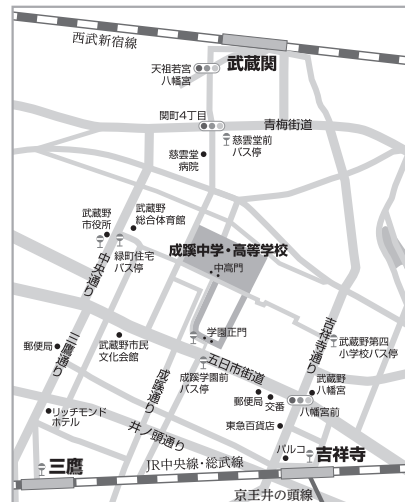 西武新宿線
武蔵関
天祖若宮
八幡宮
関町4丁目
青梅街道
慈雲堂前
バス停
慈雲堂
病院
武蔵野
市役所
武蔵野
総合体育館
緑町住宅
バス停
成蹊中学・高等学校
中高門
中央通り
吉祥寺通り
学園正門
武蔵野第四
小学校バス停
三鷹通り
郵便局
武蔵野市民
文化会館
成蹊学園前
バス停
五日市街道
成蹊通り
武蔵野
八幡宮
郵便局
交番
八幡宮前
リッチモンド
ホテル
井ノ頭通り
東急百貨店
パルコ
吉祥寺
三鷹
JR中央線・総武線
京王井の頭線